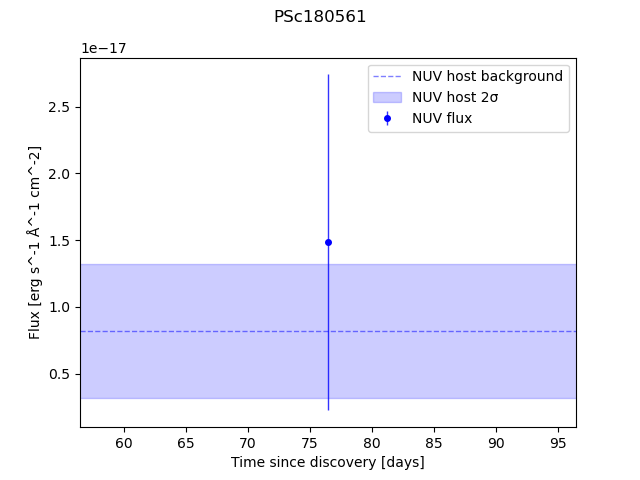 PSc180561
1e−17
NUV host background
NUV host 2σ
NUV flux
2.5
2.0
1.5
1.0
0.5
Flux [erg s^-1 Å^-1 cm^-2]
60 65 70 75 80 85 90 95
Time since discovery [days]